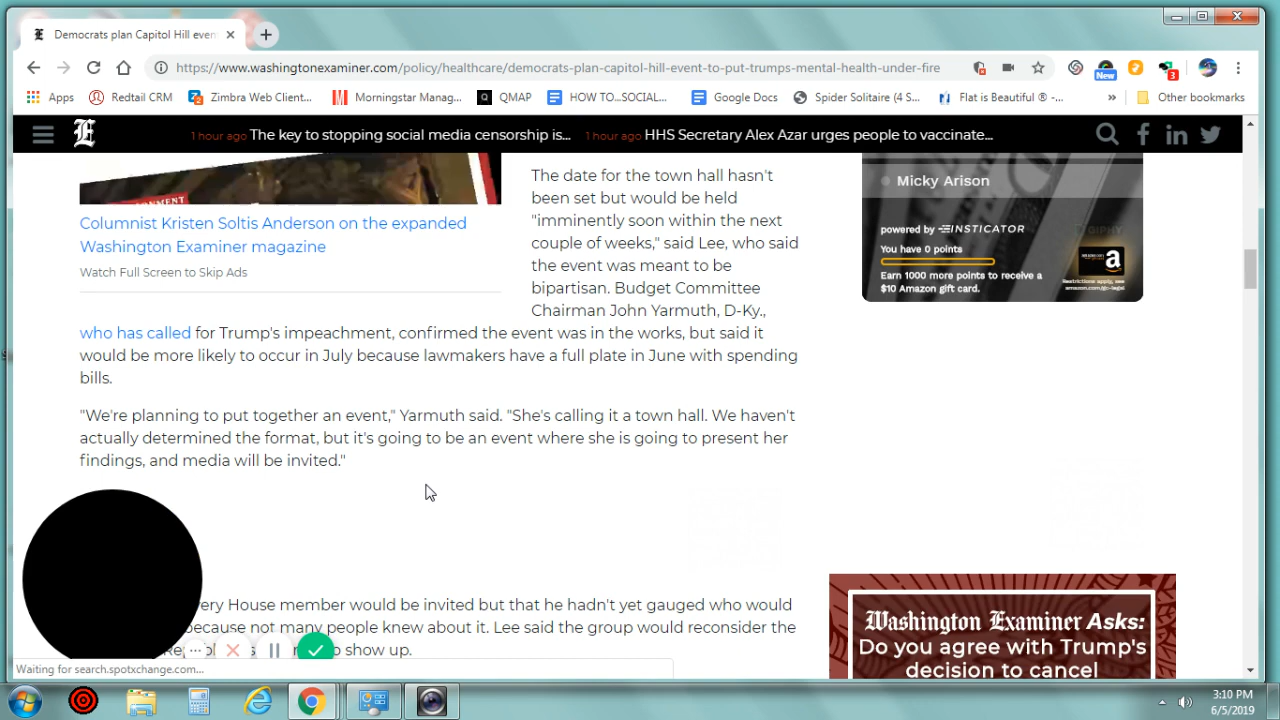 Democrats plan Capitol Hill even
https://www.washingtonexaminer.com/policy/healthcare/democrats-plan-capitol-hill-event-to-put-trumps-mental-health-under-fire
New
3
Apps
Redtail CRM
Zimbra Web Client...
Morningstar Manag...
QMAP
HOW TO...SOCIAL...
Google Docs
Spider Solitaire (4 S...
Flat is Beautiful ® -...
»
Other bookmarks
E
1 hour ago The key to stopping social media censorship is...
1 hour ago HHS Secretary Alex Azar urges people to vaccinate...
Columnist Kristen Soltis Anderson on the expanded
Washington Examiner magazine
Watch Full Screen to Skip Ads
The date for the town hall hasn't
been set but would be held
"imminently soon within the next
couple of weeks," said Lee, who said
the event was meant to be
bipartisan. Budget Committee
Chairman John Yarmuth, D-Ky.,
who has called for Trump's impeachment, confirmed the event was in the works, but said it
would be more likely to occur in July because lawmakers have a full plate in June with spending
bills.
"We're planning to put together an event," Yarmuth said. "She's calling it a town hall. We haven't
actually determined the format, but it's going to be an event where she is going to present her
findings, and media will be invited."
very House member would be invited but that he hadn't yet gauged who would
because not many people knew about it. Lee said the group would reconsider the
to show up.
Micky Arison
powered by INSTICATOR
GIPHY
You have 0 points
Earn 1000 more points to receive a
$10 Amazon gift card.
a
Restrictions apply, see
amazon.com/gc-legal
Washington Examiner Asks:
Do you agree with Trump's
decision to cancel
Waiting for search.spotxchange.com...
3:10 PM
6/5/2019